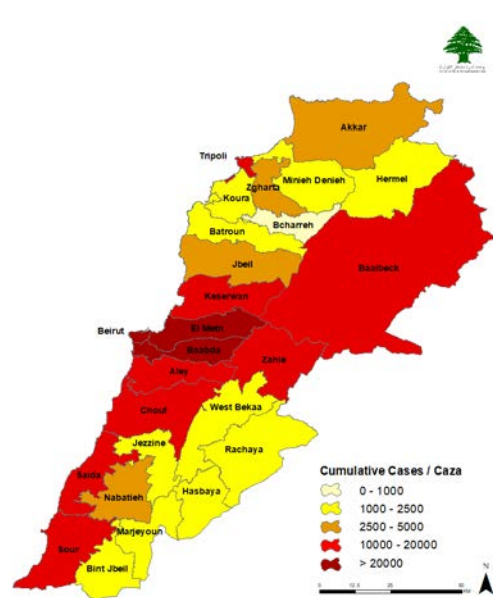 Akkar
Tripoli
Zgharta
Minieh Denieh
Hermel
Koura
Bcharreh
Batroun
Baalbeck
Jbeil
Keserwan
Beirut
El Metn
Baabda
Zahle
Aley
Chouf
West Bekaa
Jezzine
Rachaya
Saida
Nabatieh
Hasbaya
Marjeyoun
Sour
Bint Jbeil
Cumulative Cases / Caza
0 - 1000
1000 - 2500
2500 - 5000
10000 - 20000
> 20000
N